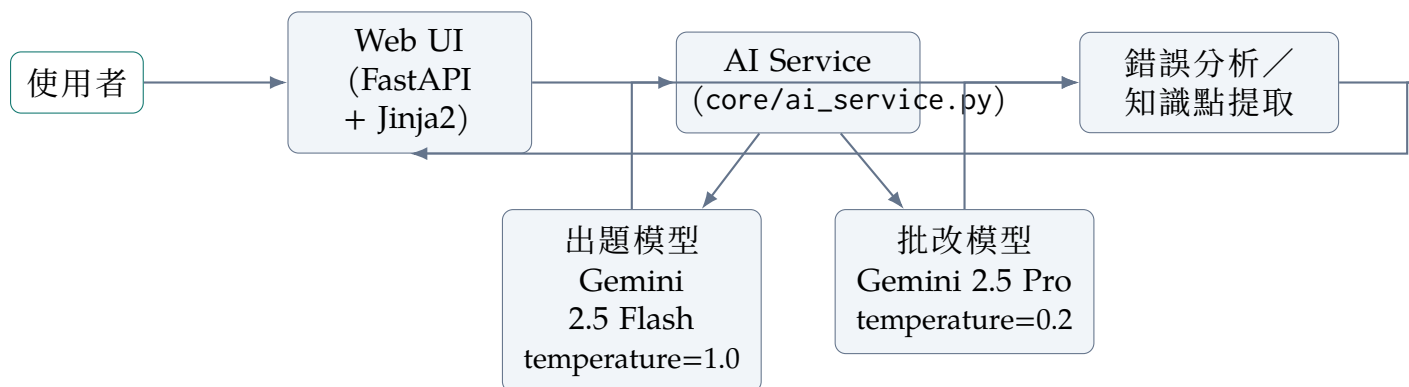 使用者
Web UI
(FastAPI
+ Jinja2)
AI Service
(core/ai_service.py)
錯誤分析／
知識點提取
出題模型
Gemini
2.5 Flash
temperature=1.0
批改模型
Gemini 2.5 Pro
temperature=0.2